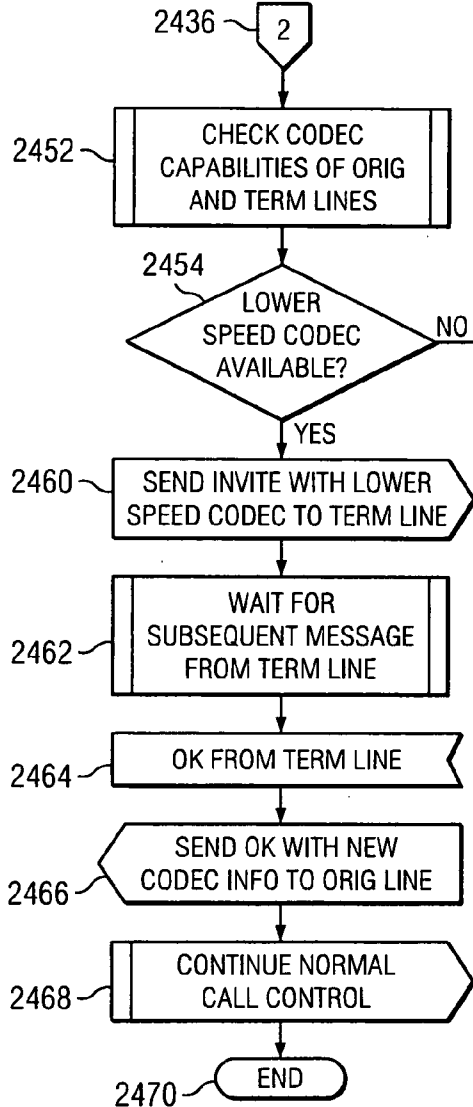 2436
2
2452
CHECK CODEC
CAPABILITIES OF ORIG
AND TERM LINES
2454
LOWER
SPEED CODEC
AVAILABLE?
NO
YES
2460
SEND INVITE WITH LOWER
SPEED CODEC TO TERM LINE
2462
WAIT FOR
SUBSEQUENT MESSAGE
FROM TERM LINE
2464
OK FROM TERM LINE
2466
SEND OK WITH NEW
CODEC INFO TO ORIG LINE
2468
CONTINUE NORMAL
CALL CONTROL
2470
END